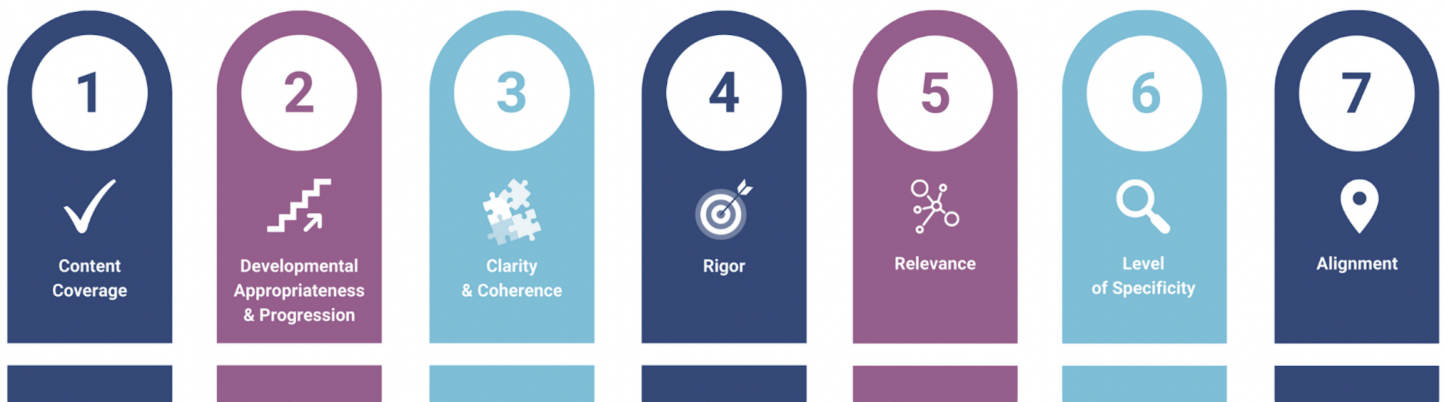 1
Content
Coverage
2
Developmental
Appropriateness
& Progression
3
Clarity
& Coherence
4
Rigor
5
Relevance
6
Level
of Specificity
7
Alignment